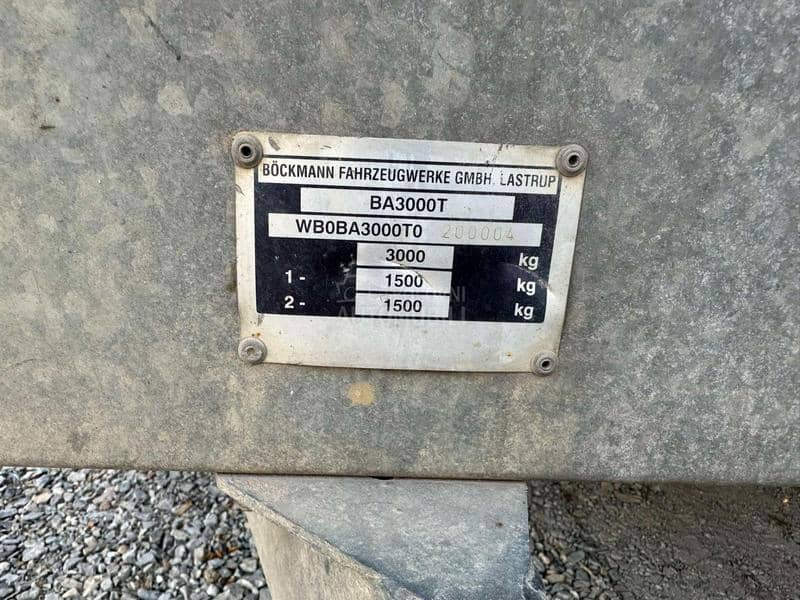 BÖCKMANN FAHRZEUGWERKE GMBH, LASTRUP
BA3000T
WB0BA3000T0 200004
3000 kg
1- 1500 kg
2- 1500 kg